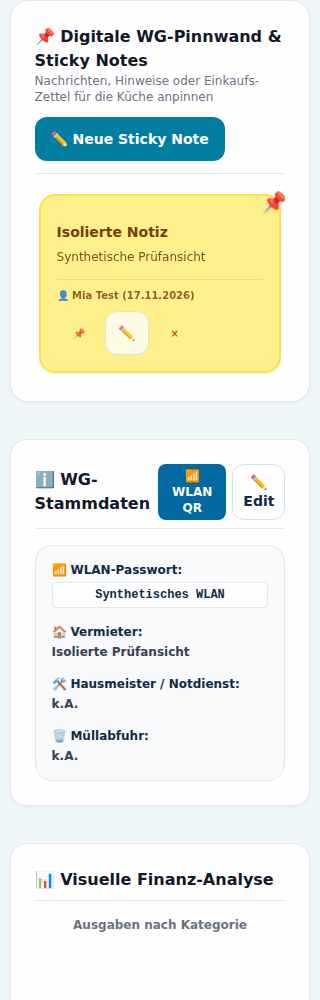 📌 Digitale WG-Pinnwand &
Sticky Notes
Nachrichten, Hinweise oder Einkaufs-
Zettel für die Küche anpinnen
✏️ Neue Sticky Note
Isolierte Notiz
Synthetische Prüfansicht
👤 Mia Test (17.11.2026)
📌 ✏️ ×
ℹ️ WG-
Stammdaten
📶
WLAN
QR
✏️
Edit
📶 WLAN-Passwort:
Synthetisches WLAN
🏠 Vermieter:
Isolierte Prüfansicht
🛠️ Hausmeister / Notdienst:
k.A.
🗑️ Müllabfuhr:
k.A.
📊 Visuelle Finanz-Analyse
Ausgaben nach Kategorie